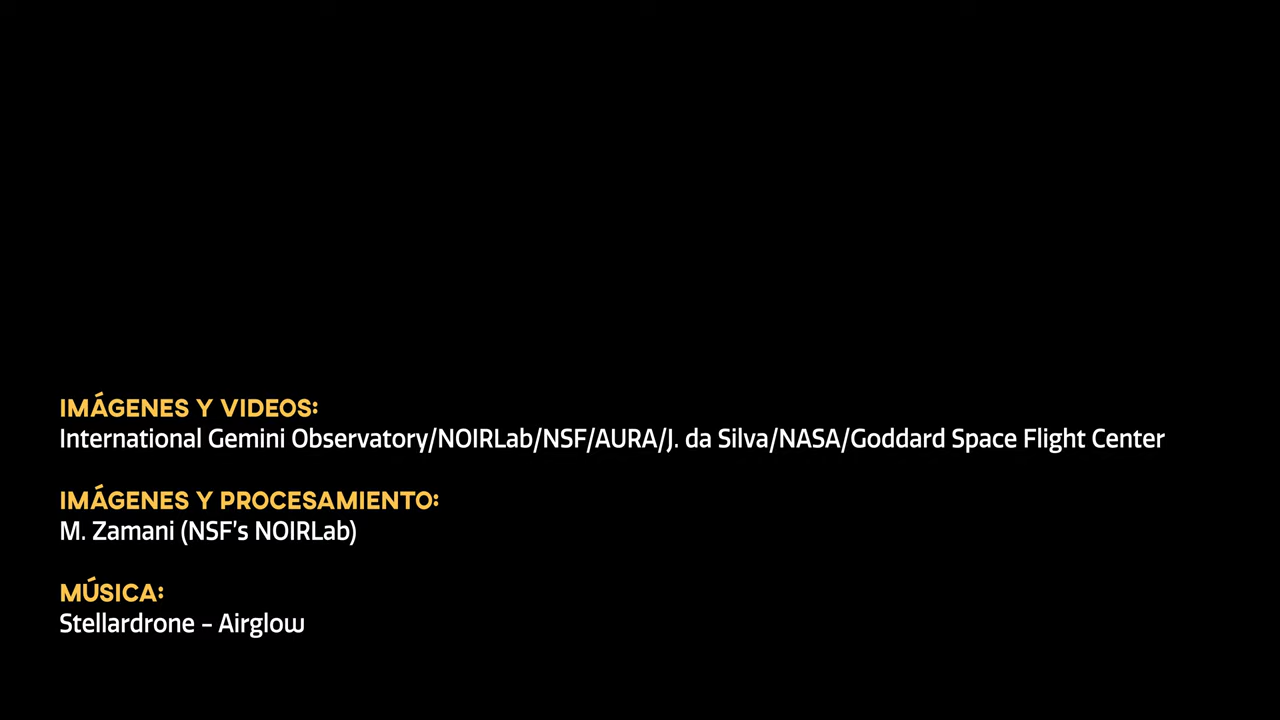 IMÁGENES Y VIDEOS:
International Gemini Observatory/NOIRLab/NSF/AURA/J. da Silva/NASA/Goddard Space Flight Center
IMÁGENES Y PROCESAMIENTO:
M. Zamani (NSF's NOIRLab)
MÚSICA:
Stellardrone – Airglow